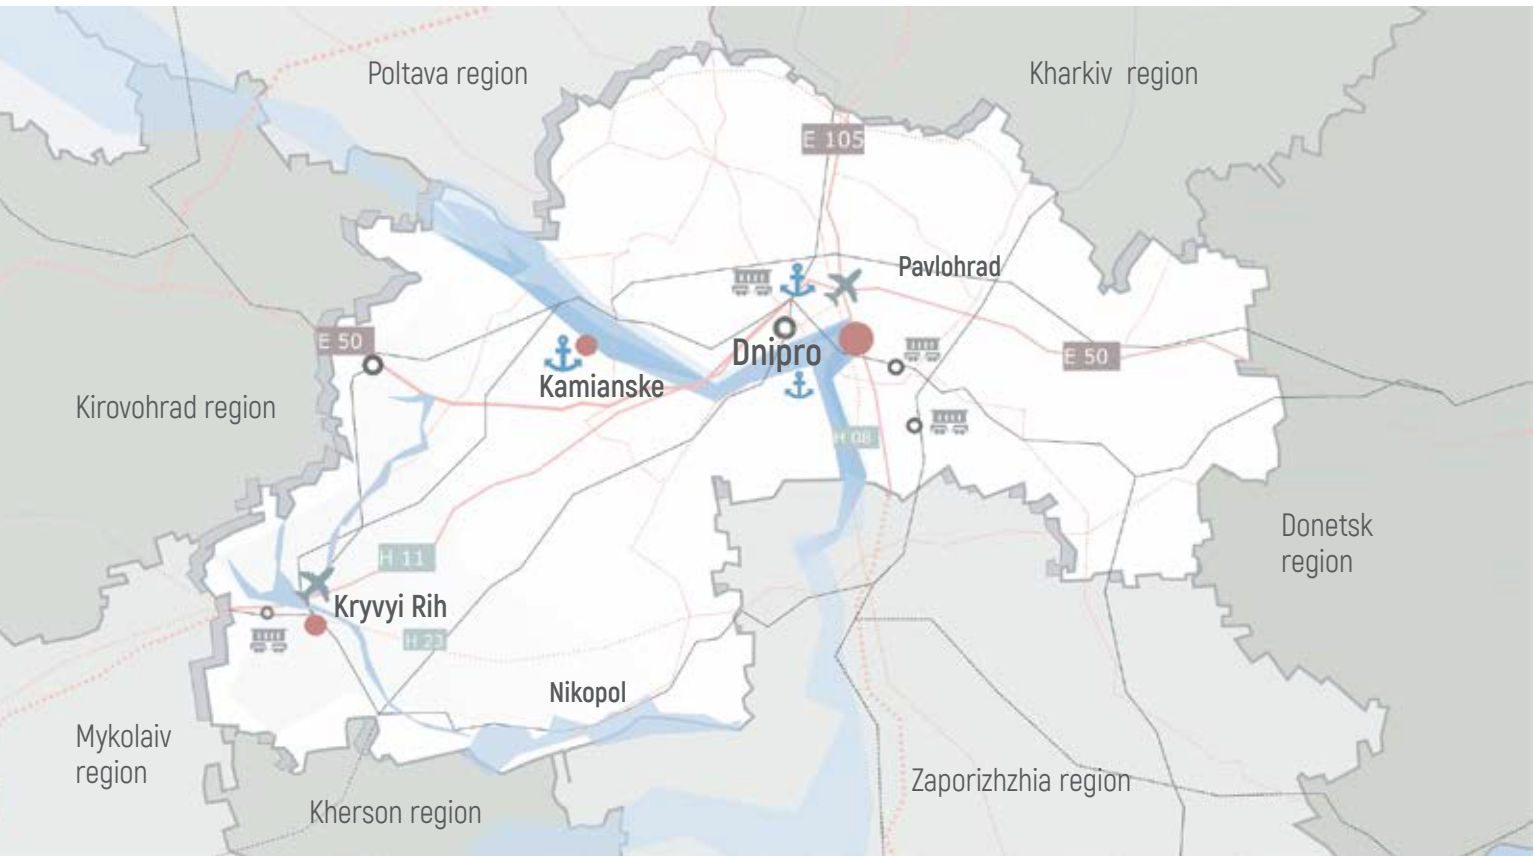 Poltava region
Kharkiv region
E 105
Pavlohrad
E 50
Dnipro
E 50
Kamianske
Kirovohrad region
H 08
Donetsk
region
H 11
Kryvyi Rih
H 23
Nikopol
Mykolaiv
region
Zaporizhzhia region
Kherson region